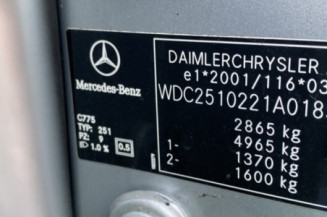 DAIMLERCHRYSLER
e1*2001/116*03
WDC2510221A018
Mercedes-Benz
2865 kg
1- 4965 kg
2- 1370 kg
1600 kg
C775
TYP: 251
PZ: 9
1.0 %
0.5